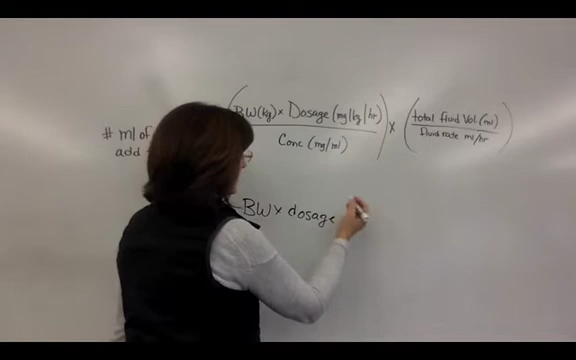 BW(kg) x Dosage (mg/kg/hr)
Conc (mg/ml)
x
total fluid Vol. (ml)
fluid rate ml/hr
# ml of
add
BW x dosage